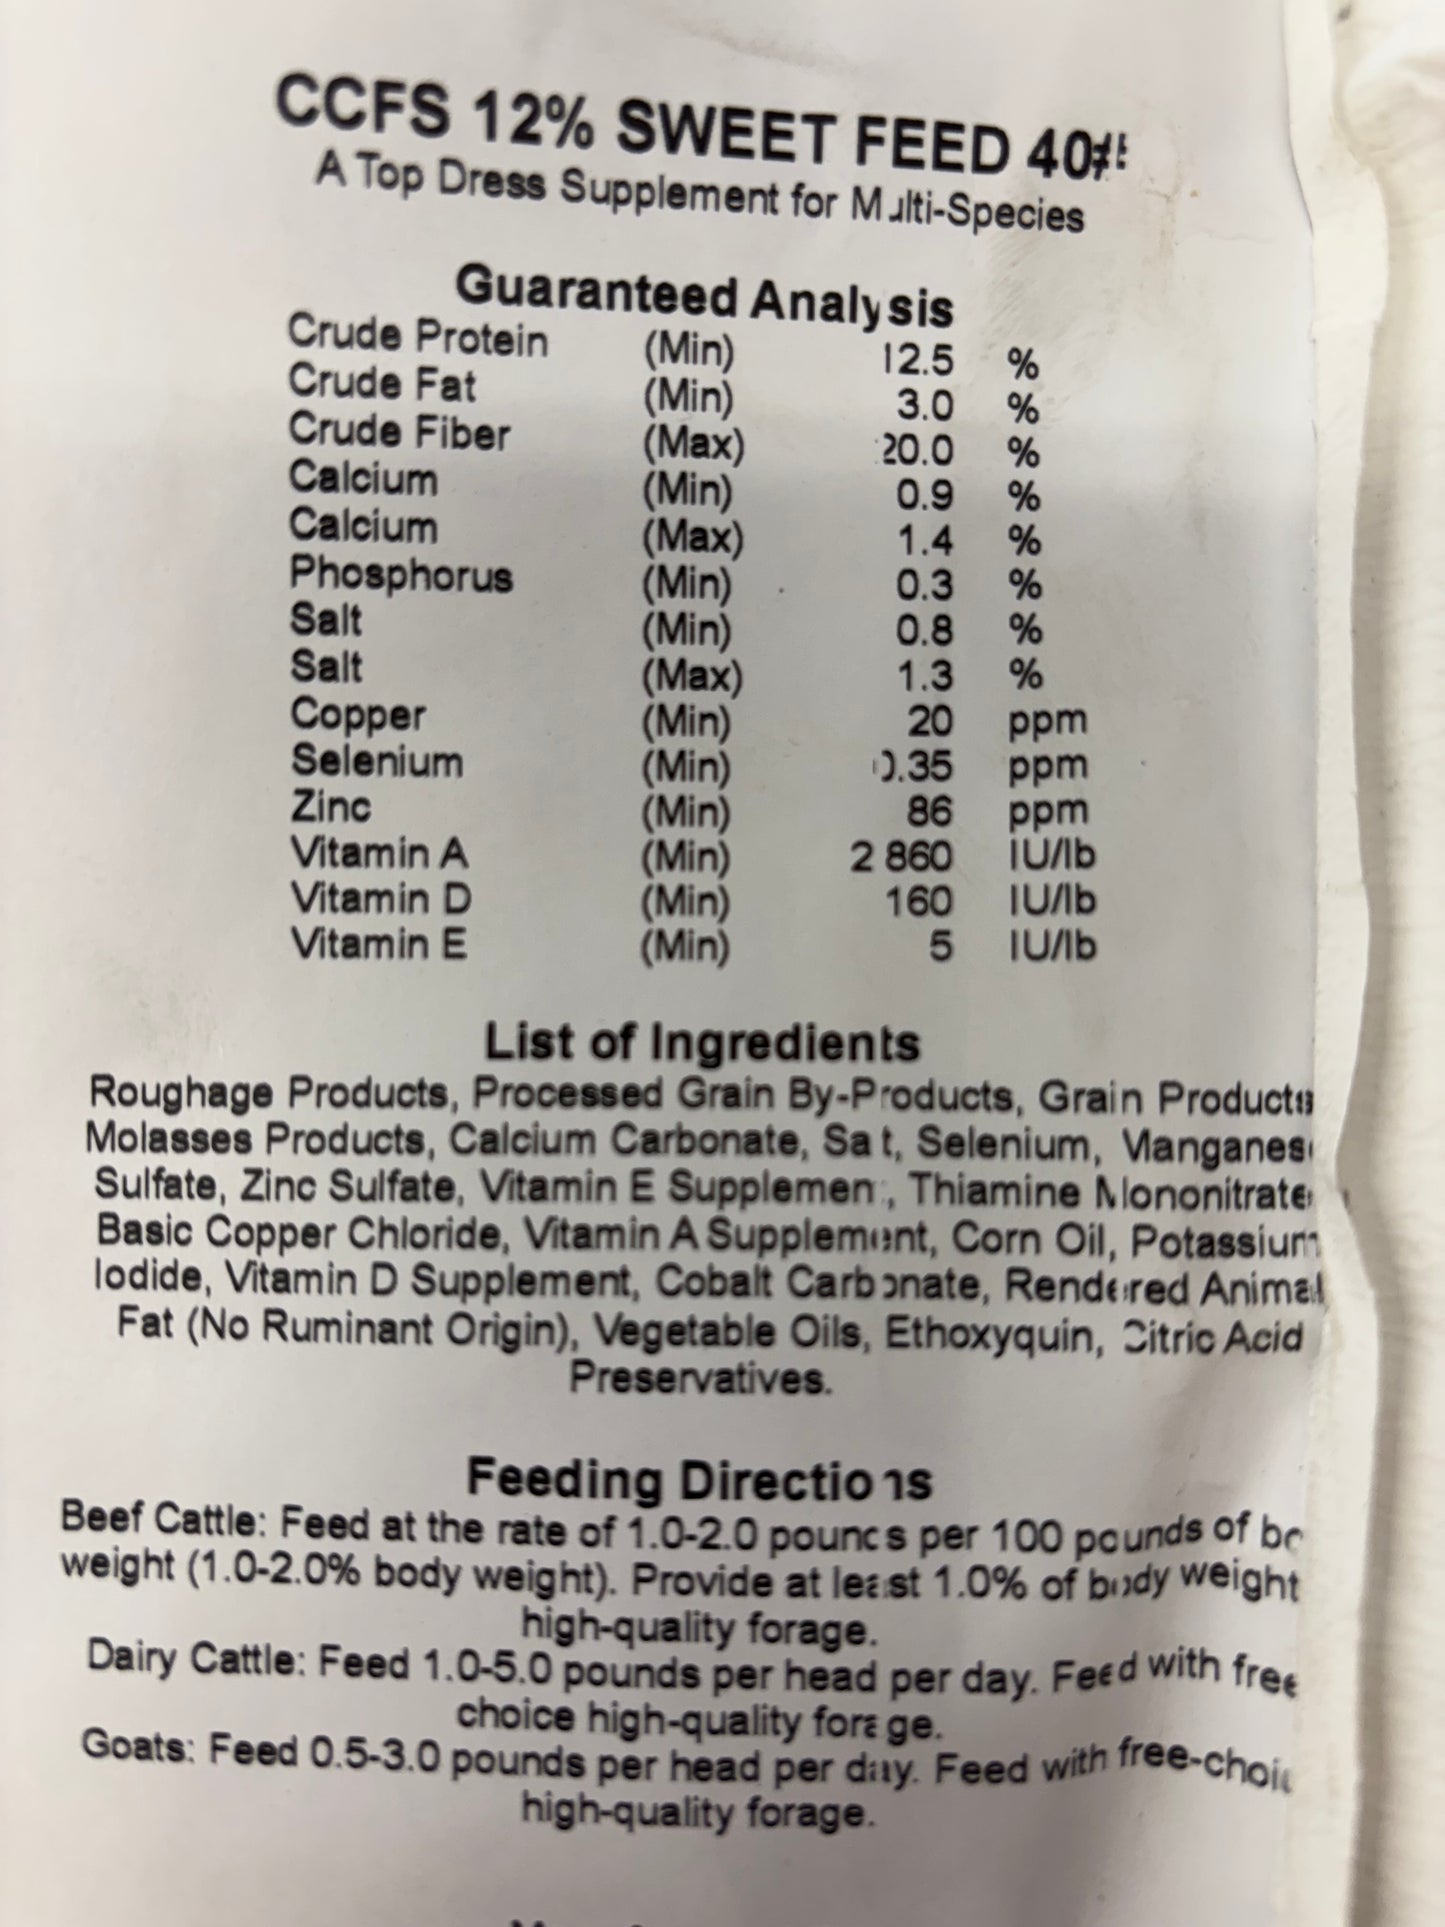 CCFS 12% SWEET FEED 40#
A Top Dress Supplement for Multi-Species
Guaranteed Analysis
Crude Protein (Min) 12.5 %
Crude Fat (Min) 3.0 %
Crude Fiber (Max) 20.0 %
Calcium (Min) 0.9 %
Calcium (Max) 1.4 %
Phosphorus (Min) 0.3 %
Salt (Min) 0.8 %
Salt (Max) 1.3 %
Copper (Min) 20 ppm
Selenium (Min) 0.35 ppm
Zinc (Min) 86 ppm
Vitamin A (Min) 2 860 IU/lb
Vitamin D (Min) 160 IU/lb
Vitamin E (Min) 5 IU/lb
List of Ingredients
Roughage Products, Processed Grain By-Products, Grain Products
Molasses Products, Calcium Carbonate, Salt, Selenium, Manganes
Sulfate, Zinc Sulfate, Vitamin E Supplement, Thiamine Mononitrate
Basic Copper Chloride, Vitamin A Supplement, Corn Oil, Potassium
Iodide, Vitamin D Supplement, Cobalt Carbonate, Rendered Animal
Fat (No Ruminant Origin), Vegetable Oils, Ethoxyquin, Citric Acid
Preservatives.
Feeding Directions
Beef Cattle: Feed at the rate of 1.0-2.0 pounds per 100 pounds of
weight (1.0-2.0% body weight). Provide at least 1.0% of body weight
high-quality forage.
Dairy Cattle: Feed 1.0-5.0 pounds per head per day. Feed with free
choice high-quality forage.
Goats: Feed 0.5-3.0 pounds per head per day. Feed with free-choic
high-quality forage.